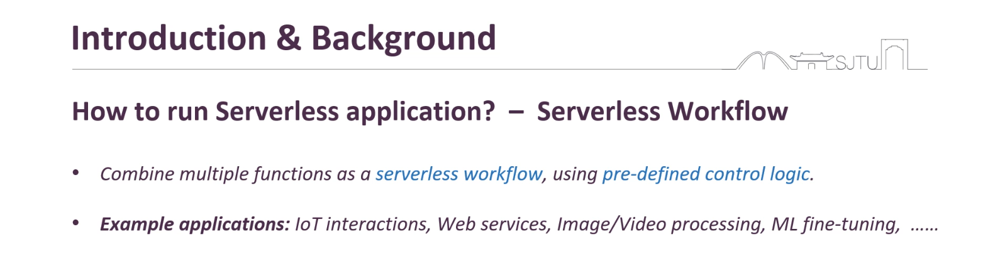 Introduction & Background
SJTU
How to run Serverless application? – Serverless Workflow
• Combine multiple functions as a serverless workflow, using pre-defined control logic.
• Example applications: IoT interactions, Web services, Image/Video processing, ML fine-tuning, ……